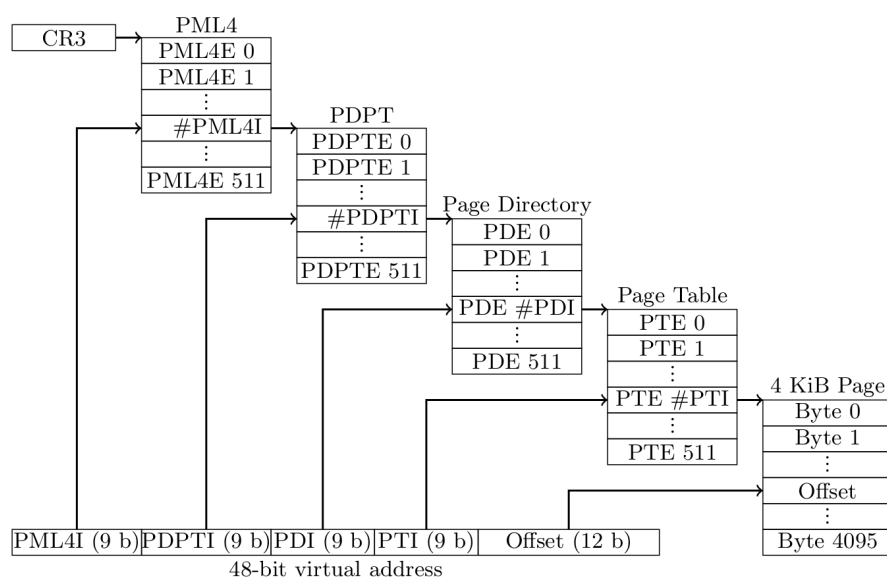 CR3
PML4
PML4E 0
PML4E 1
⋮
#PML4I
⋮
PML4E 511
PDPT
PDPTE 0
PDPTE 1
⋮
#PDPTI
⋮
PDPTE 511
Page Directory
PDE 0
PDE 1
⋮
PDE #PDI
⋮
PDE 511
Page Table
PTE 0
PTE 1
⋮
PTE #PTI
⋮
PTE 511
4 KiB Page
Byte 0
Byte 1
⋮
Offset
⋮
Byte 4095
PML4I (9 b) PDPTI (9 b) PDI (9 b) PTI (9 b) Offset (12 b)
48-bit virtual address